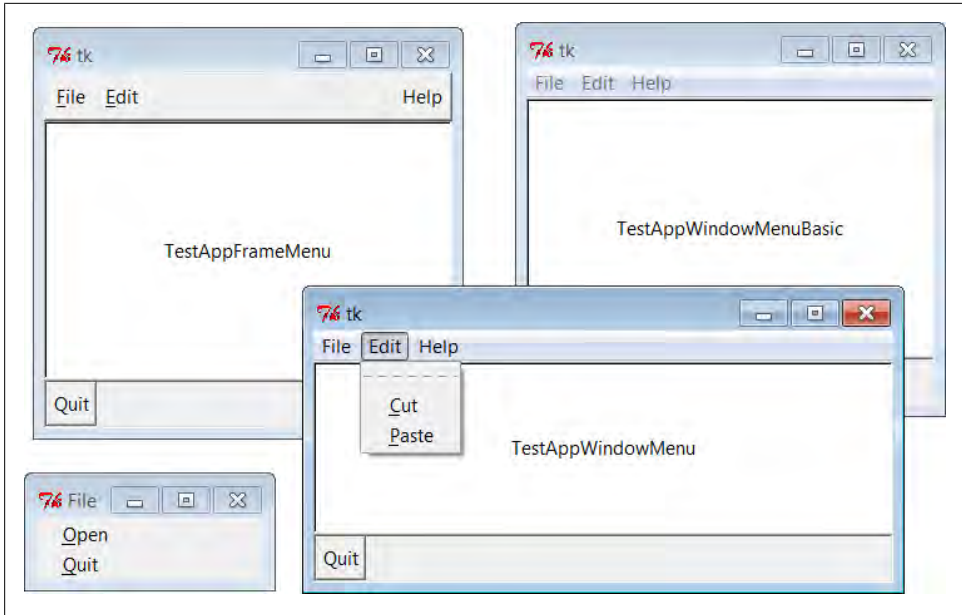 tk
File Edit Help
TestAppFrameMenu
Quit
tk
File Edit Help
TestAppWindowMenuBasic
tk
File Edit Help
Cut
Paste
TestAppWindowMenu
Quit
File
Open
Quit